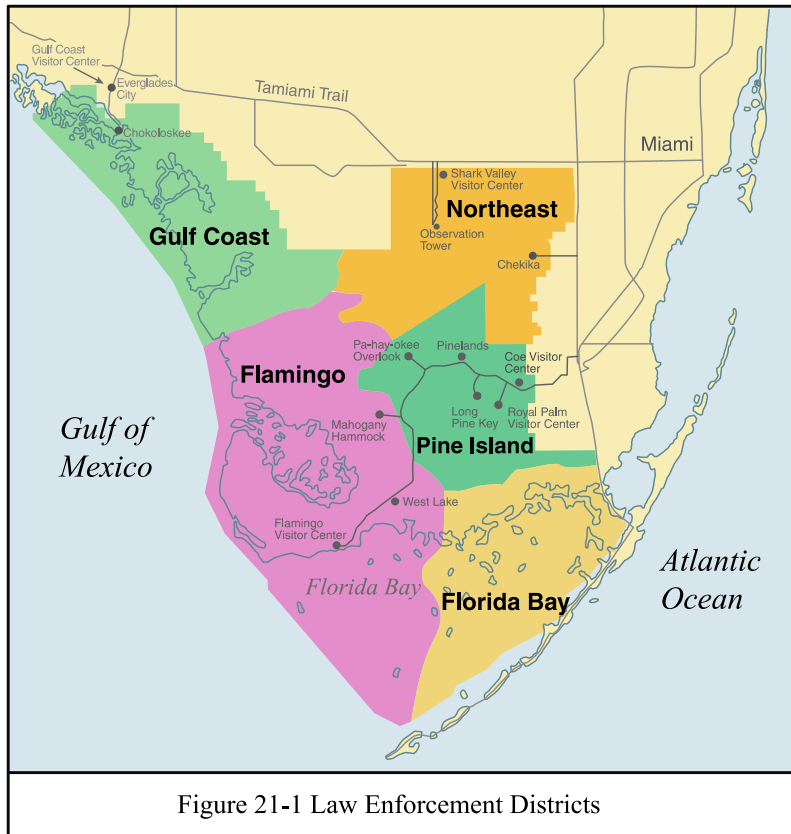 Gulf Coast
Visitor Center
Everglades
City
Tamiami Trail
Chokoloskee
Miami
Shark Valley
Visitor Center
Northeast
Observation
Tower
Gulf Coast
Chekika
Pa-hay-okee
Overlook
Pinelands
Coe Visitor
Center
Flamingo
Mahogany
Hammock
Long
Pine Key
Royal Palm
Visitor Center
Gulf of
Mexico
Pine Island
West Lake
Flamingo
Visitor Center
Florida Bay
Florida Bay
Atlantic
Ocean
Figure 21-1 Law Enforcement Districts